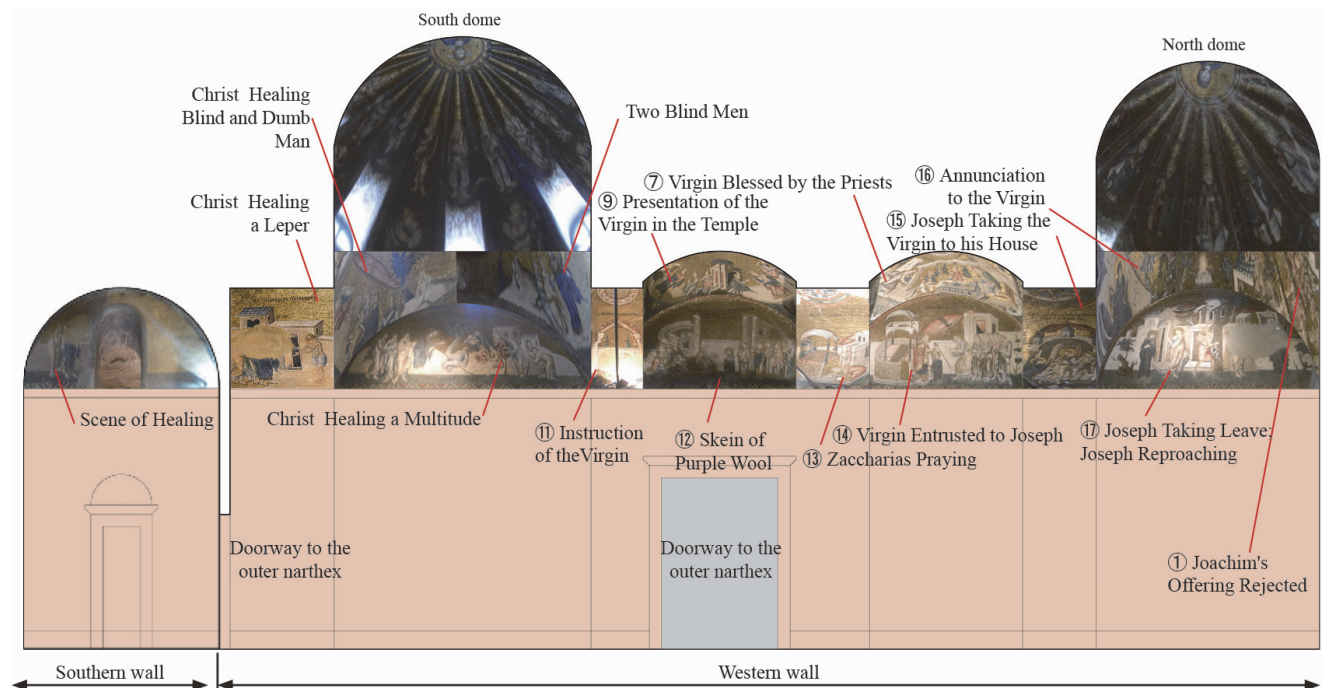 South dome
North dome
Christ Healing
Blind and Dumb
Man
Two Blind Men
Christ Healing
a Leper
⑦ Virgin Blessed by the Priests
⑨ Presentation of the
Virgin in the Temple
⑯ Annunciation
to the Virgin
⑮ Joseph Taking the
Virgin to his House
Scene of Healing
Christ Healing a Multitude
⑪ Instruction
of theVirgin
⑫ Skein of
Purple Wool
⑭ Virgin Entrusted to Joseph
⑬ Zaccharias Praying
⑰ Joseph Taking Leave;
Joseph Reproaching
① Joachim's
Offering Rejected
Doorway to the
outer narthex
Doorway to the
outer narthex
Southern wall
Western wall